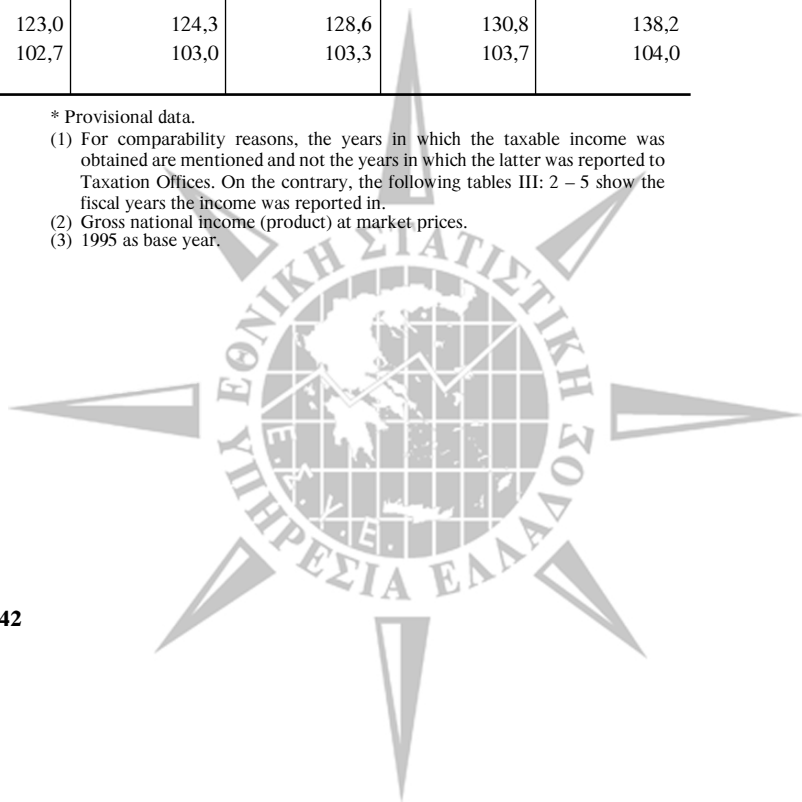 123,0 124,3 128,6 130,8 138,2
102,7 103,0 103,3 103,7 104,0
* Provisional data.
(1) For comparability reasons, the years in which the taxable income was
obtained are mentioned and not the years in which the latter was reported to
Taxation Offices. On the contrary, the following tables III: 2 – 5 show the
fiscal years the income was reported in.
(2) Gross national income (product) at market prices.
(3) 1995 as base year.
ΕΘΝΙΚΗ ΣΤΑΤΙΣΤΙΚΗ
ΥΠΗΡΕΣΙΑ ΕΛΛΑΔΟΣ
Ε.Σ.Υ.Ε.
42